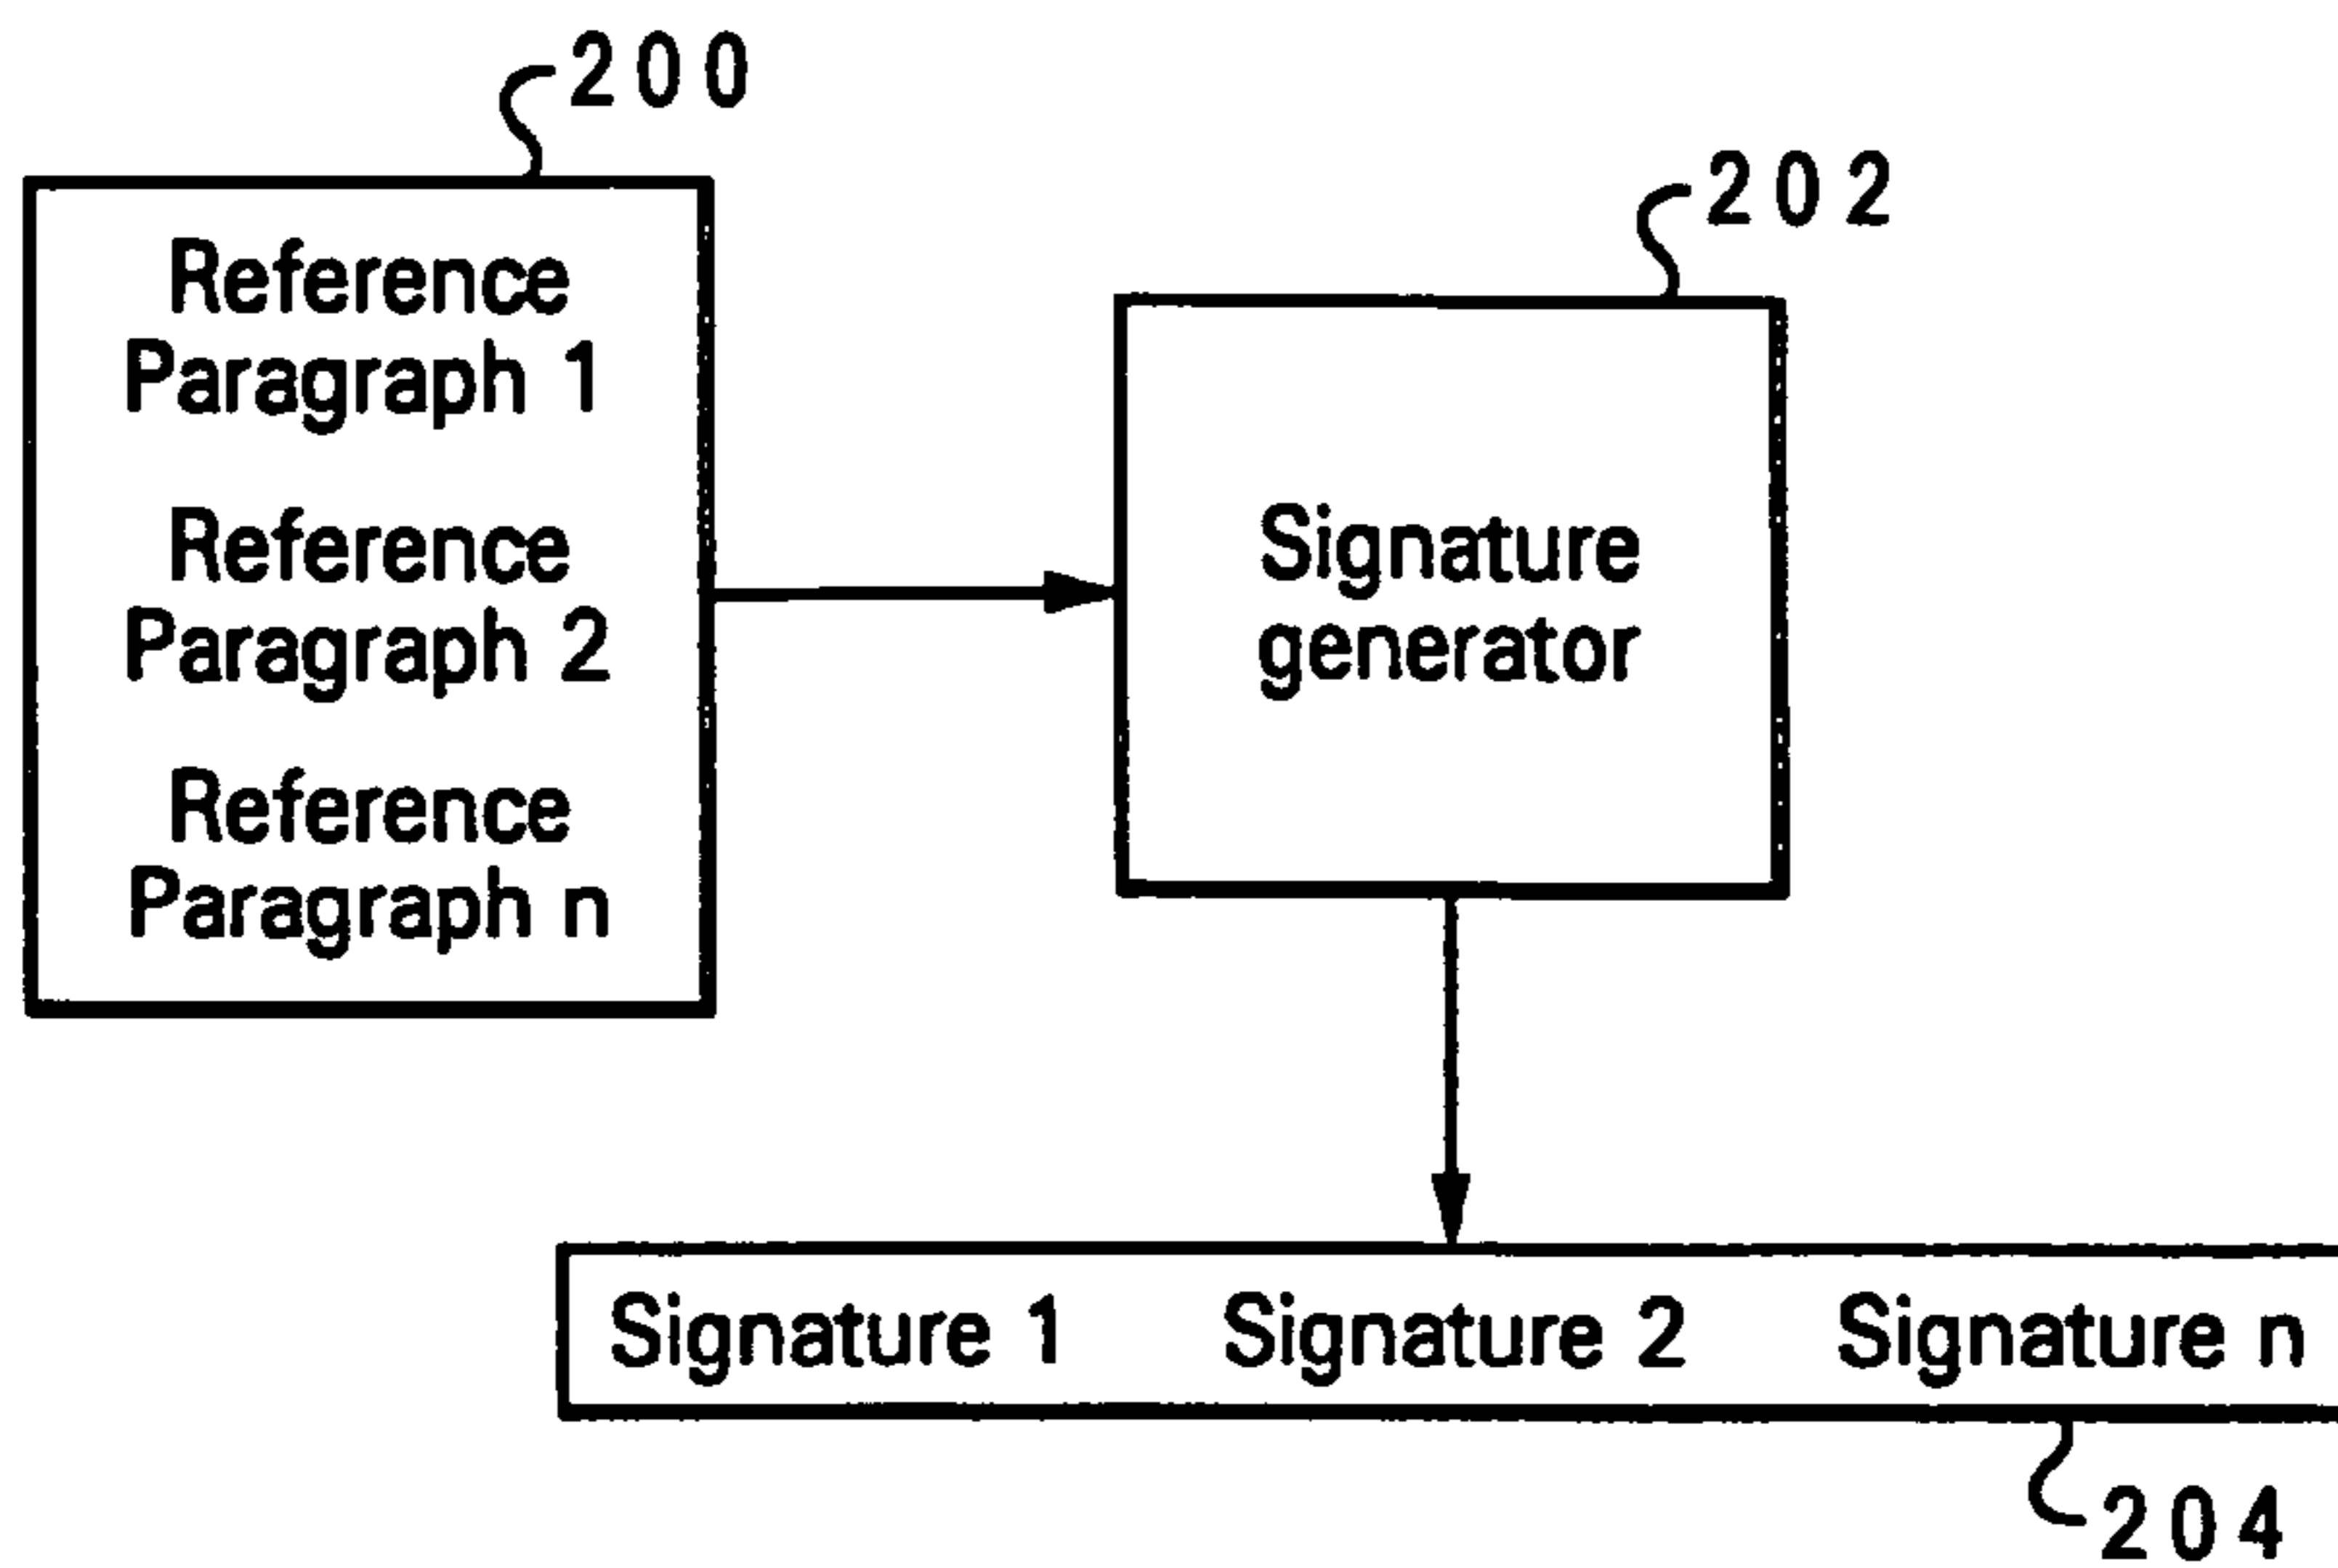 200
Reference
Paragraph 1
Reference
Paragraph 2
Reference
Paragraph n
202
Signature
generator
Signature 1 Signature 2 Signature n
204